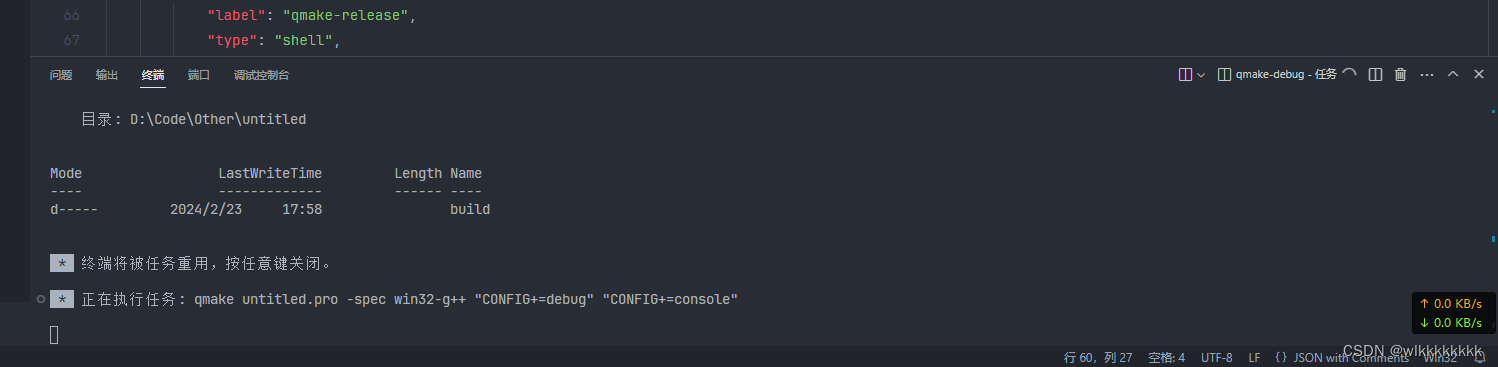 66 "label": "qmake-release",
67 "type": "shell",
问题 输出 终端 端口 调试控制台 qmake-debug - 任务
目录: D:\Code\Other\untitled
Mode LastWriteTime Length Name
---- ------------- ------ ----
d----- 2024/2/23 17:58 build
* 终端将被任务重用，按任意键关闭。
* 正在执行任务: qmake untitled.pro -spec win32-g++ "CONFIG+=debug" "CONFIG+=console"
↑ 0.0 KB/s
↓ 0.0 KB/s
行 60，列 27 空格: 4 UTF-8 LF {} JSON with Comments Win32
CSDN @wlkkkkkkkk